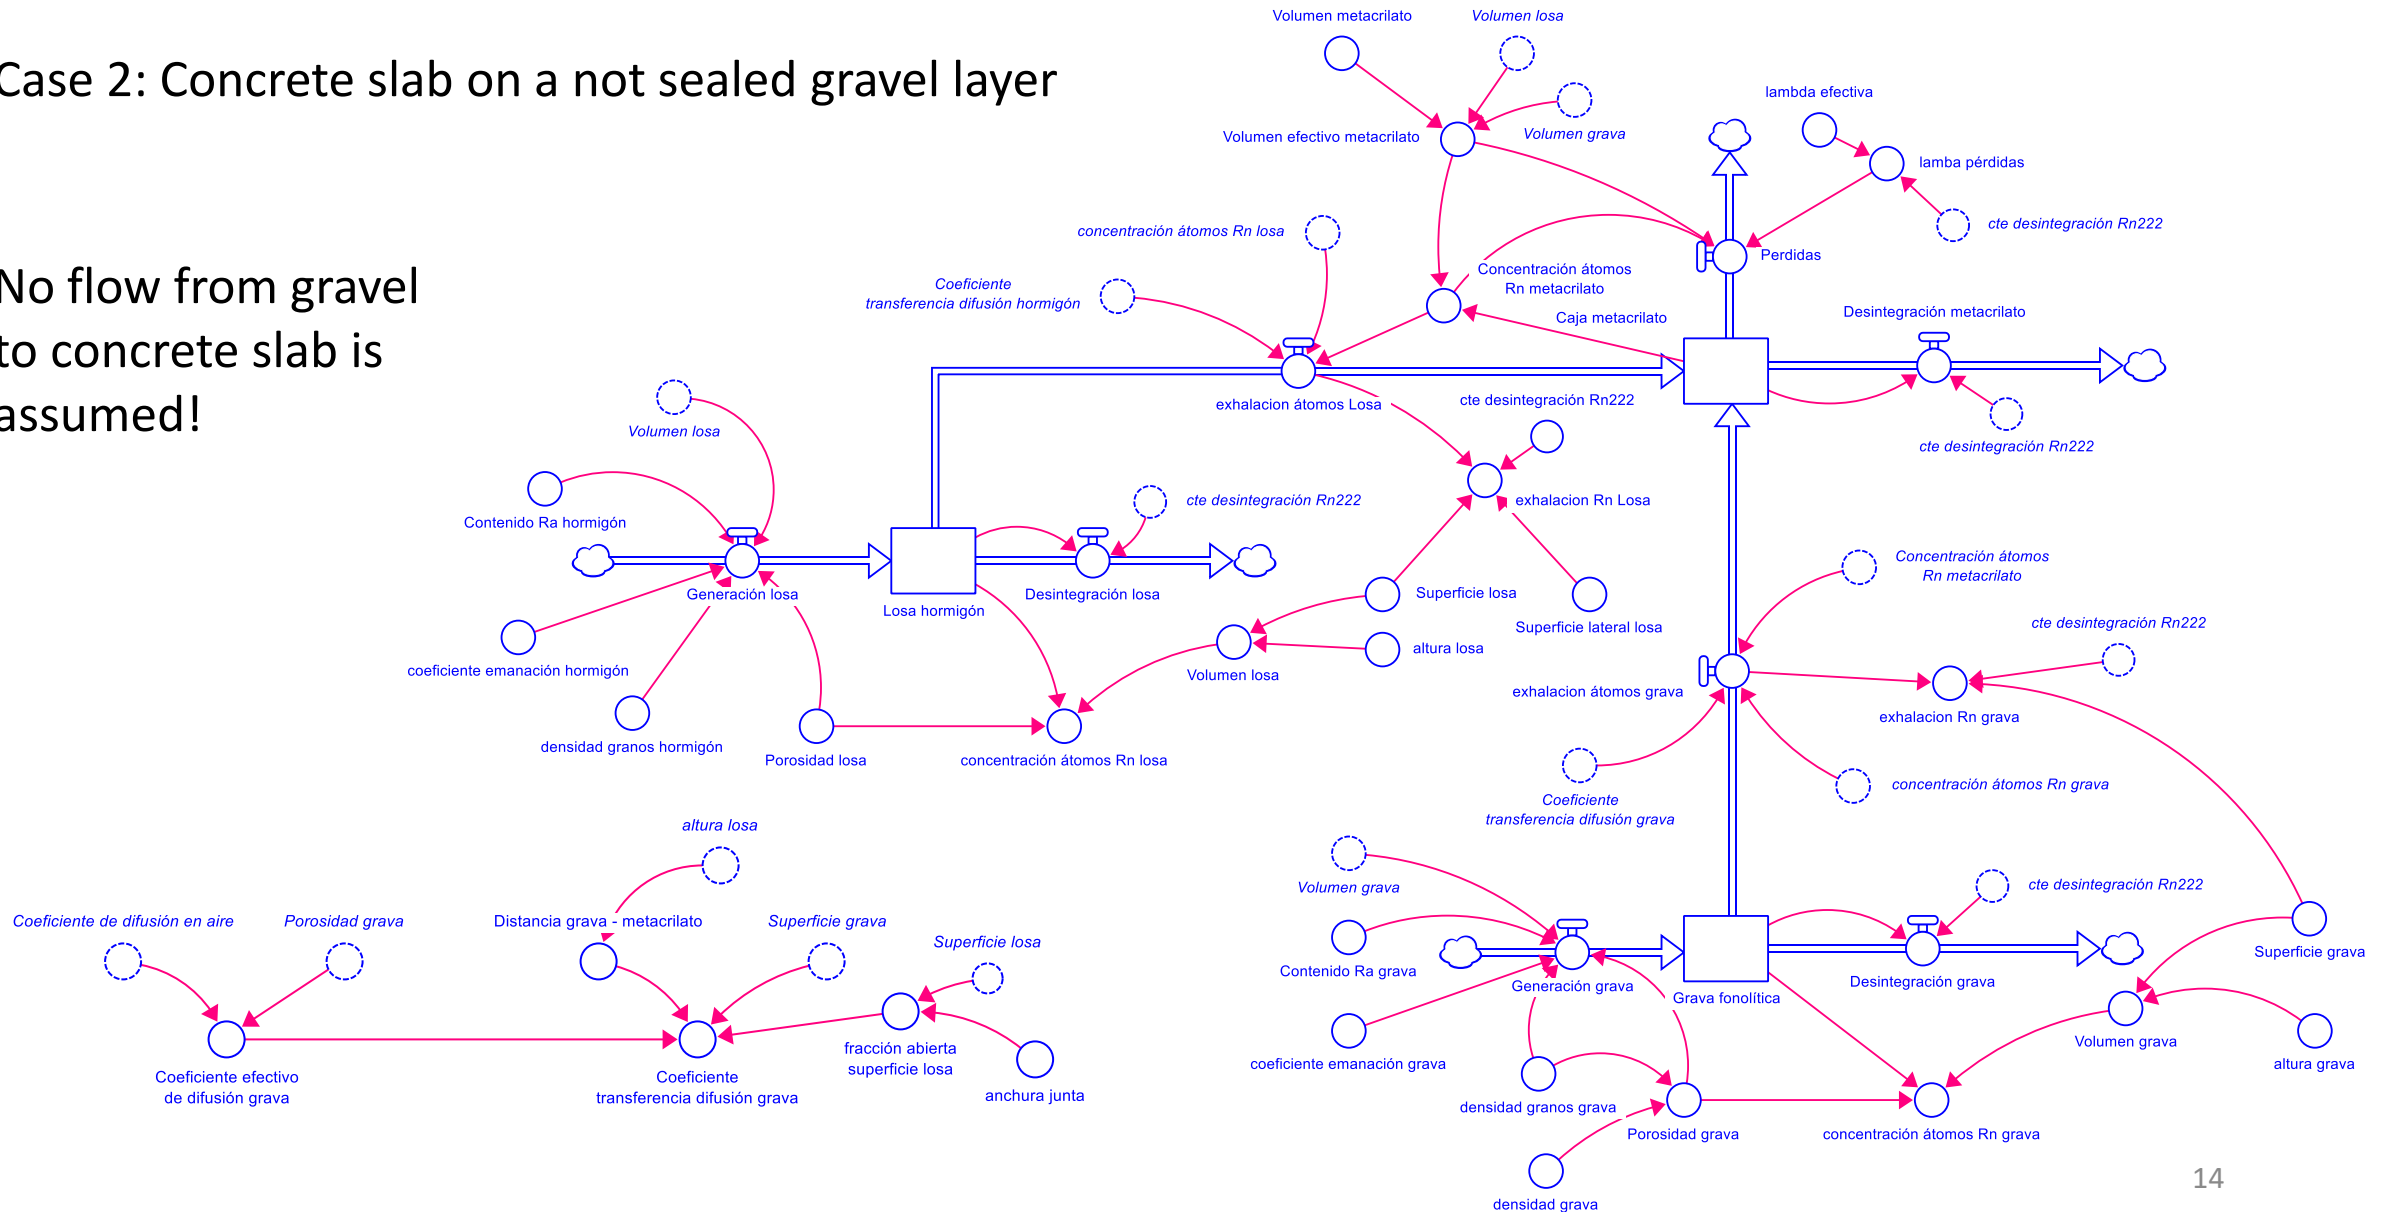 Case 2: Concrete slab on a not sealed gravel layer
No flow from gravel
to concrete slab is
assumed!
Volumen metacrilato
Volumen losa
lambda efectiva
Volumen efectivo metacrilato
Volumen grava
lamba pérdidas
concentración átomos Rn losa
cte desintegración Rn222
Perdidas
Coeficiente
transferencia difusión hormigón
Concentración átomos
Rn metacrilato
Caja metacrilato
Desintegración metacrilato
exhalacion átomos Losa
cte desintegración Rn222
Volumen losa
cte desintegración Rn222
Contenido Ra hormigón
cte desintegración Rn222
exhalacion Rn Losa
Generación losa
Losa hormigón
Desintegración losa
Superficie losa
Superficie lateral losa
Concentración átomos
Rn metacrilato
cte desintegración Rn222
coeficiente emanación hormigón
Volumen losa
altura losa
exhalacion átomos grava
exhalacion Rn grava
densidad granos hormigón
Porosidad losa
concentración átomos Rn losa
Coeficiente
transferencia difusión grava
concentración átomos Rn grava
altura losa
Volumen grava
cte desintegración Rn222
Coeficiente de difusión en aire
Porosidad grava
Distancia grava - metacrilato
Superficie grava
Superficie losa
Contenido Ra grava
Generación grava
Grava fonolítica
Desintegración grava
Superficie grava
fracción abierta
superficie losa
coeficiente emanación grava
Volumen grava
altura grava
Coeficiente efectivo
de difusión grava
Coeficiente
transferencia difusión grava
anchura junta
densidad granos grava
Porosidad grava
concentración átomos Rn grava
densidad grava
14